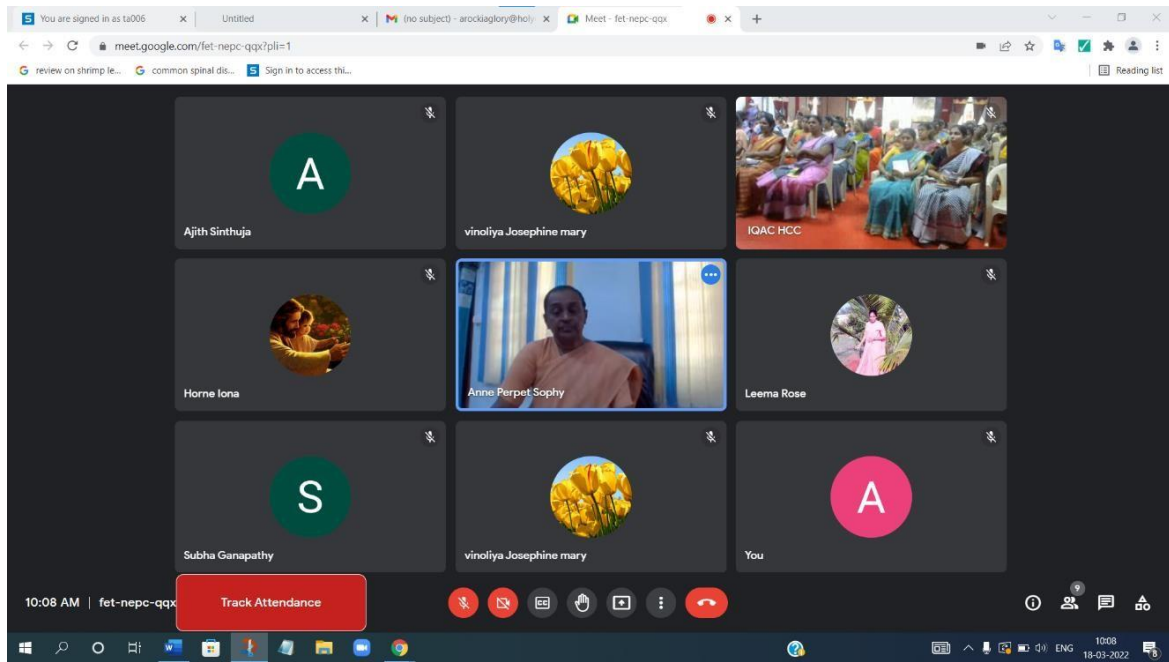 You are signed in as ta006
Untitled
(no subject) - arockiaglory@holy
Meet - fet-nepc-qqx
meet.google.com/fet-nepc-qqx?pli=1
review on shrimp le...
common spinal dis...
Sign in to access thi...
Reading list
A
Ajith Sinthuja
vinoliya Josephine mary
IQAC HCC
Horne Iona
Anne Perpet Sophy
Leema Rose
S
Subha Ganapathy
vinoliya Josephine mary
A
You
10:08 AM | fet-nepc-qqx
Track Attendance
9
ENG
10:08
18-03-2022